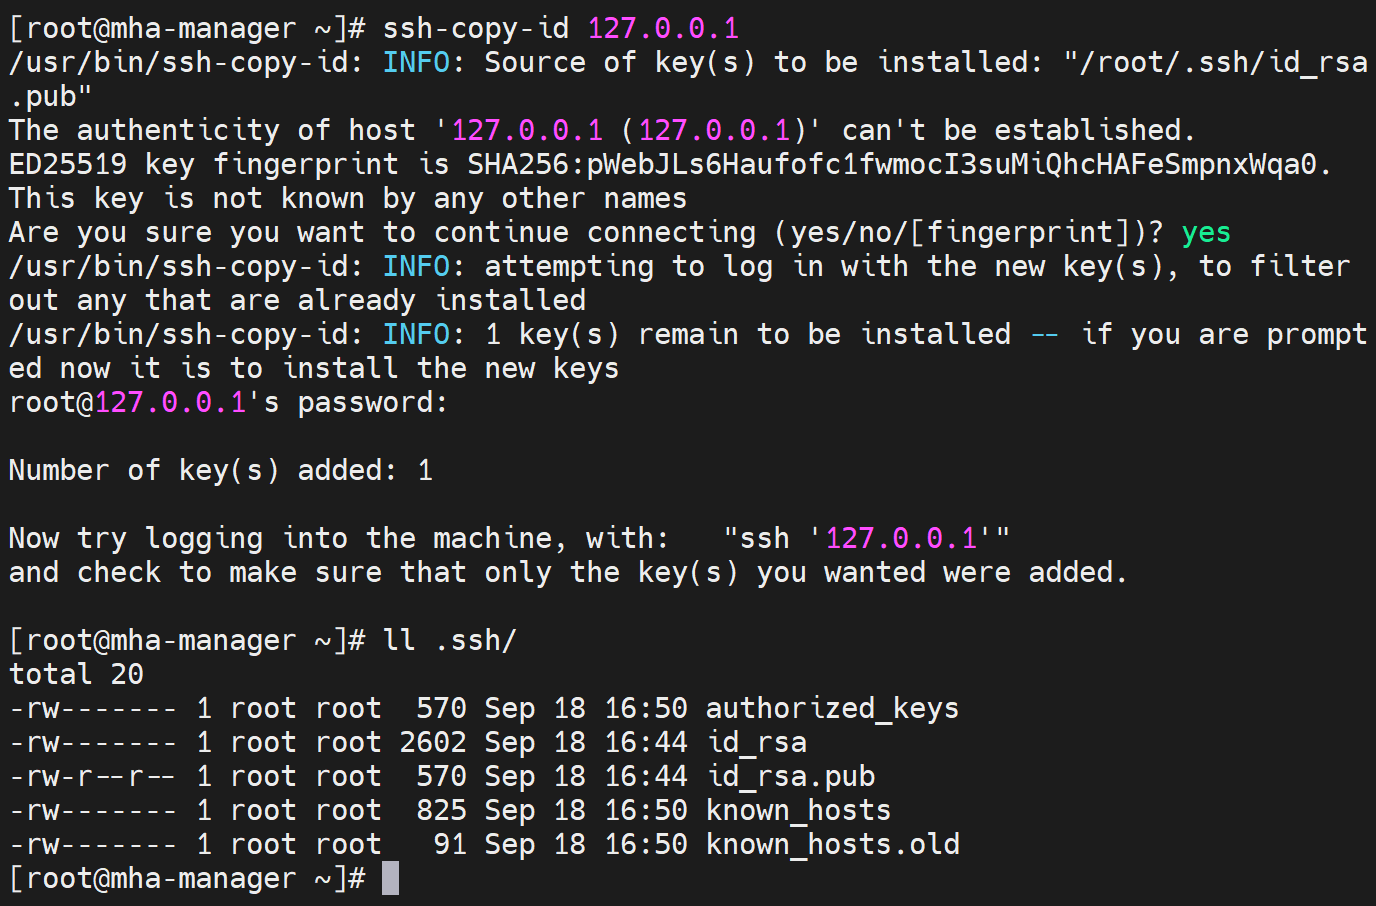 [root@mha-manager ~]# ssh-copy-id 127.0.0.1
/usr/bin/ssh-copy-id: INFO: Source of key(s) to be installed: "/root/.ssh/id_rsa
.pub"
The authenticity of host '127.0.0.1 (127.0.0.1)' can't be established.
ED25519 key fingerprint is SHA256:pWebJLs6Haufofc1fwmocI3suMiQhcHAFeSmpnxWqa0.
This key is not known by any other names
Are you sure you want to continue connecting (yes/no/[fingerprint])? yes
/usr/bin/ssh-copy-id: INFO: attempting to log in with the new key(s), to filter
out any that are already installed
/usr/bin/ssh-copy-id: INFO: 1 key(s) remain to be installed -- if you are prompt
ed now it is to install the new keys
root@127.0.0.1's password:
Number of key(s) added: 1
Now try logging into the machine, with:   "ssh '127.0.0.1'"
and check to make sure that only the key(s) you wanted were added.
[root@mha-manager ~]# ll .ssh/
total 20
-rw------- 1 root root  570 Sep 18 16:50 authorized_keys
-rw------- 1 root root 2602 Sep 18 16:44 id_rsa
-rw-r--r-- 1 root root  570 Sep 18 16:44 id_rsa.pub
-rw------- 1 root root  825 Sep 18 16:50 known_hosts
-rw------- 1 root root   91 Sep 18 16:50 known_hosts.old
[root@mha-manager ~]#